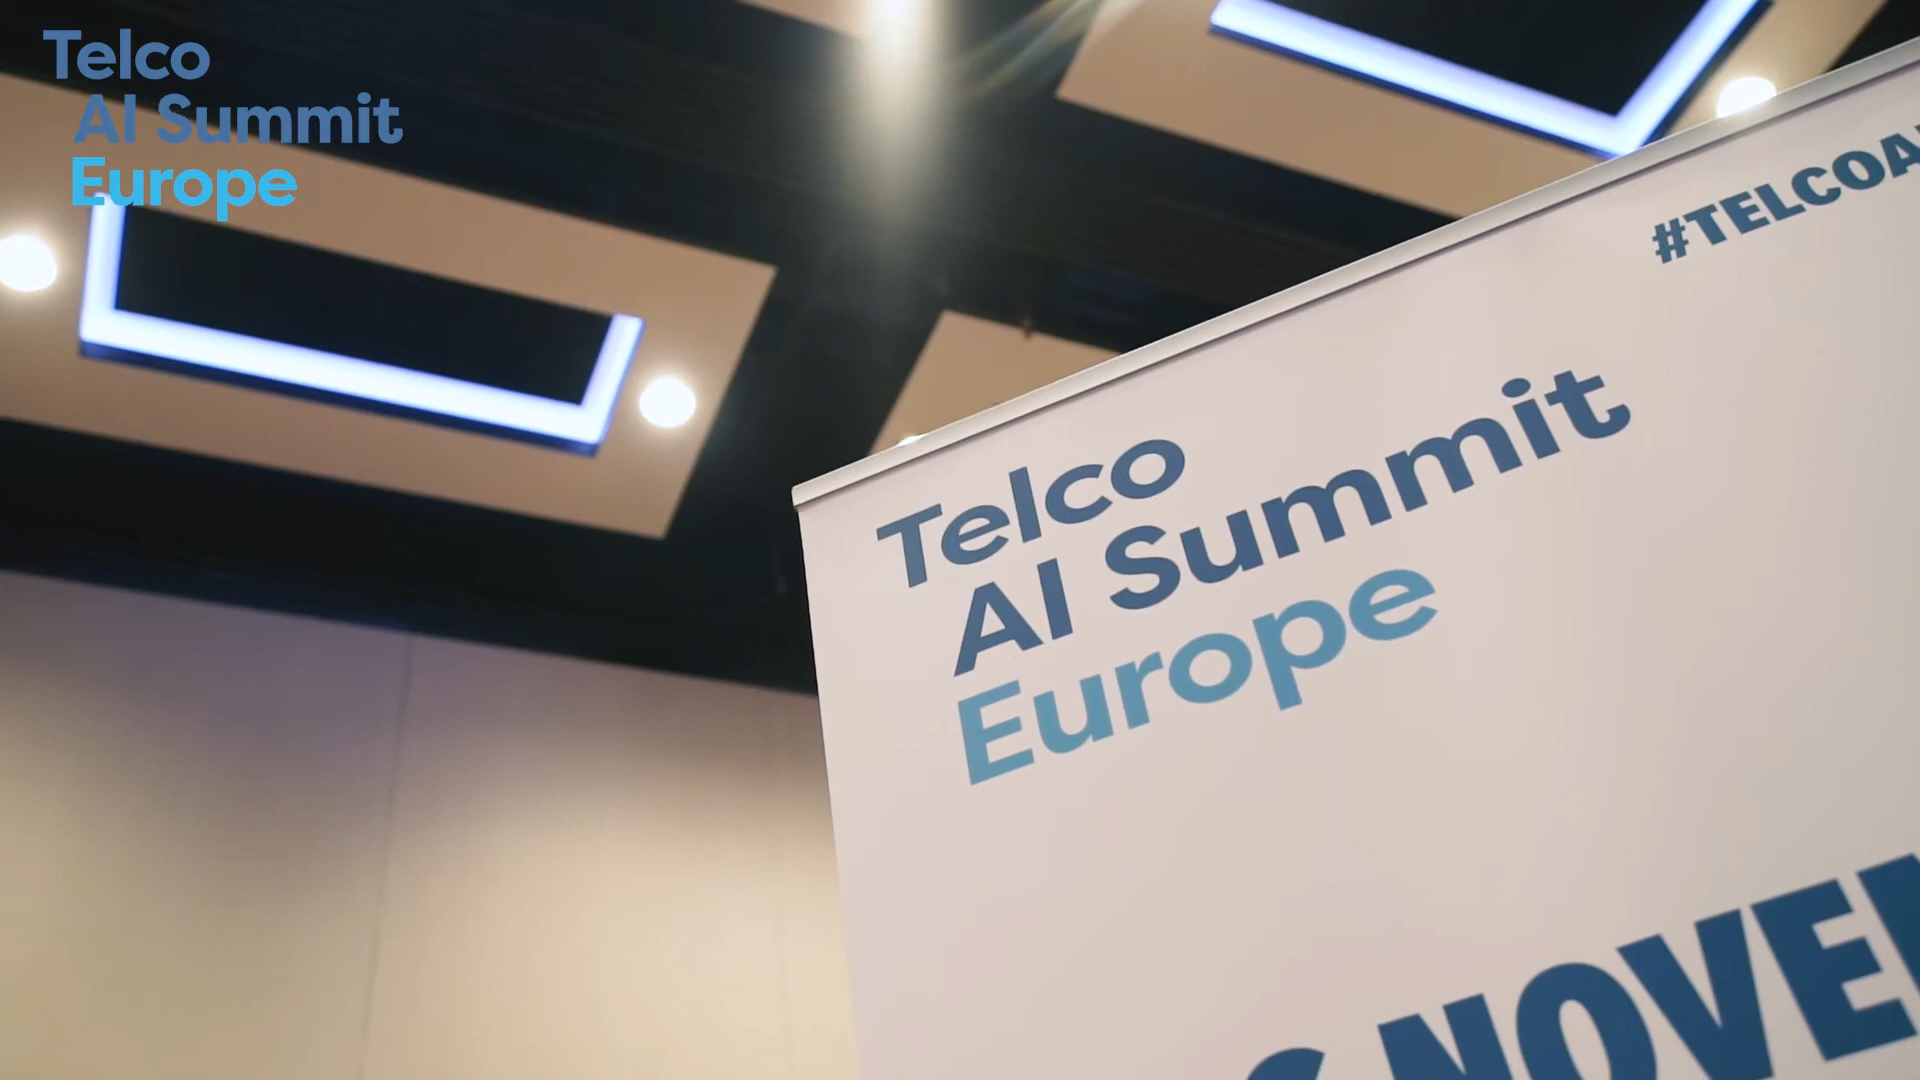 Telco
AI Summit
Europe
#TELCOA
Telco
AI Summit
Europe
NOVE